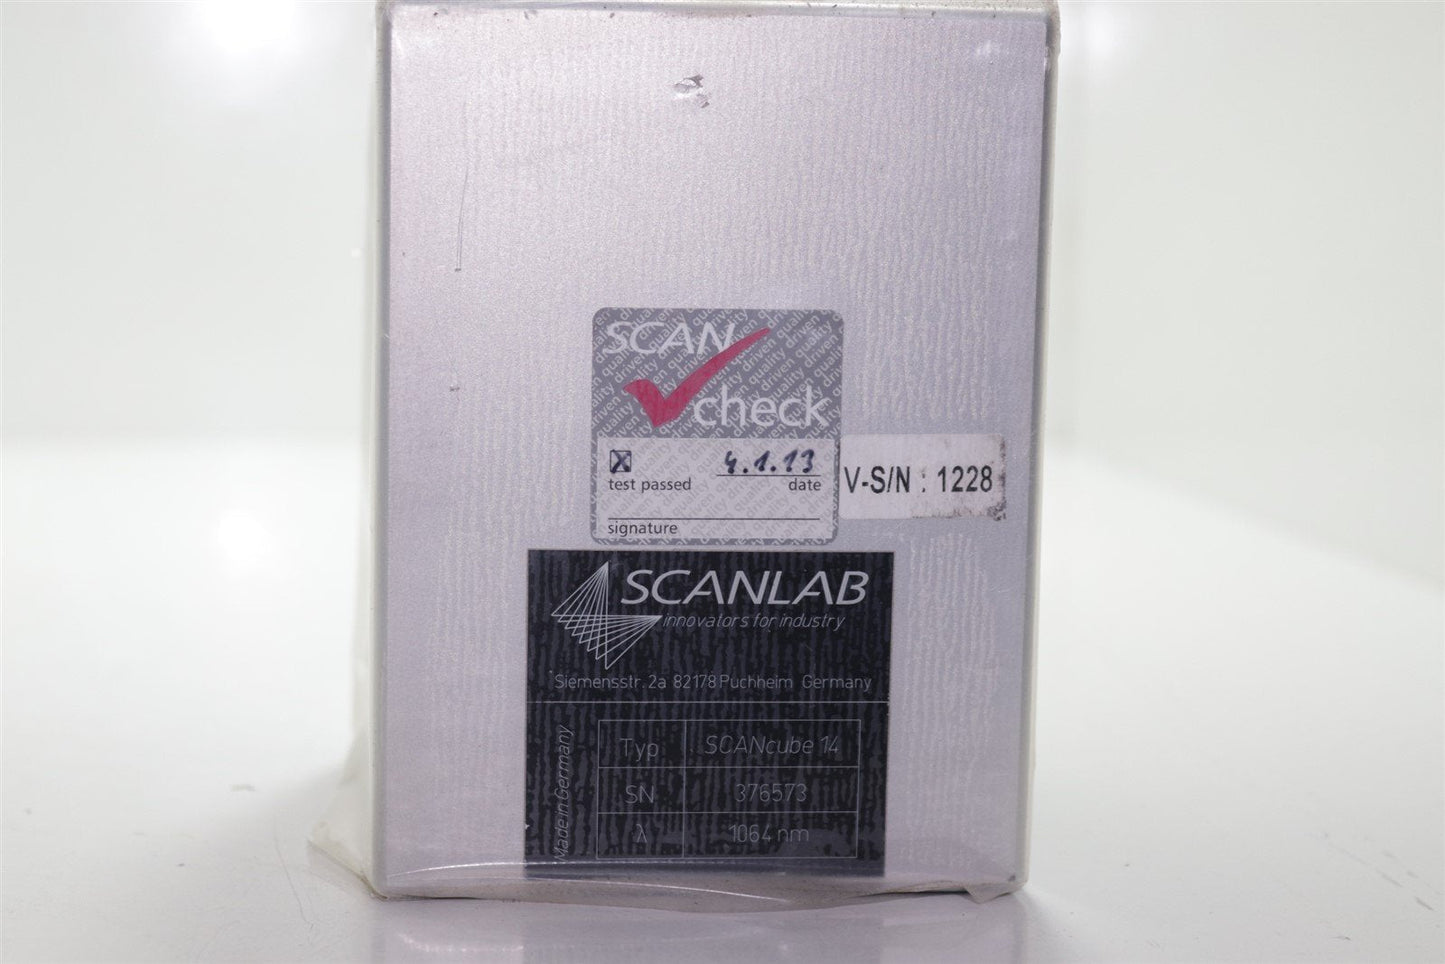 SCAN
check
test passed
4.1.13
date
signature
V-S/N : 1228
SCANLAB
innovators for industry
Siemensstr. 2a 82178 Puchheim Germany
Made in Germany
Typ SCANcube 14
SN 376573
λ 1064 nm